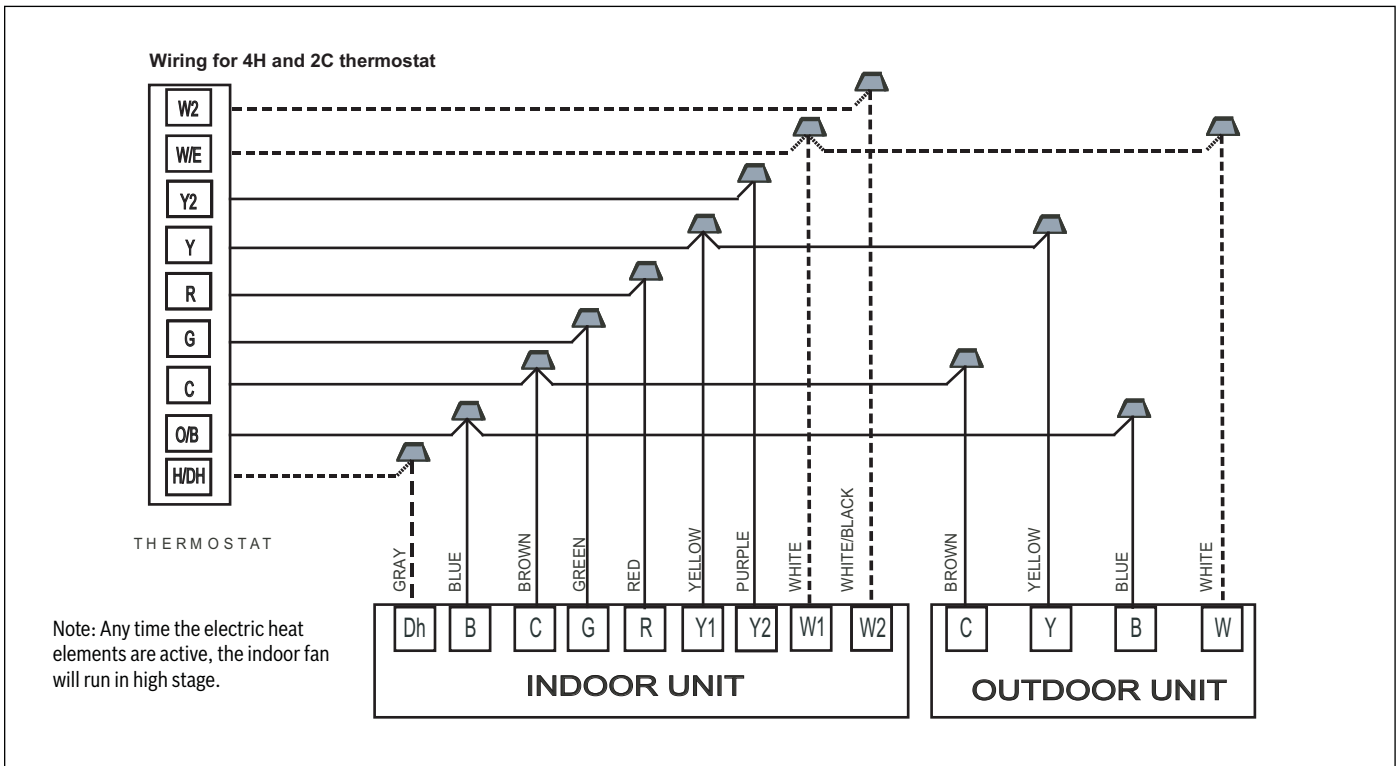 Wiring for 4H and 2C thermostat
W2
W/E
Y2
Y
R
G
C
O/B
H/DH
THERMOSTAT
GRAY
BLUE
BROWN
GREEN
RED
YELLOW
PURPLE
WHITE
WHITE/BLACK
BROWN
YELLOW
BLUE
WHITE
Dh B C G R Y1 Y2 W1 W2
C Y B W
INDOOR UNIT
OUTDOOR UNIT
Note: Any time the electric heat
elements are active, the indoor fan
will run in high stage.